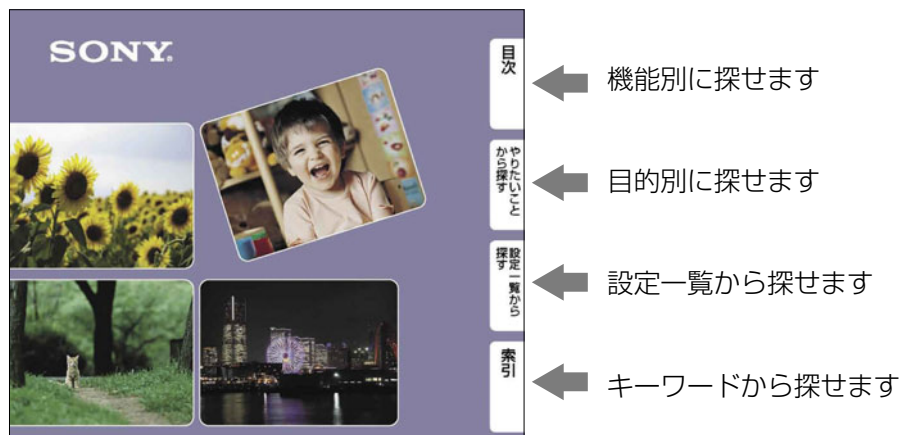 SONY®
目次
機能別に探せます
やりたいこと
から探す
目的別に探せます
設定一覧から
探す
設定一覧から探せます
索引
キーワードから探せます